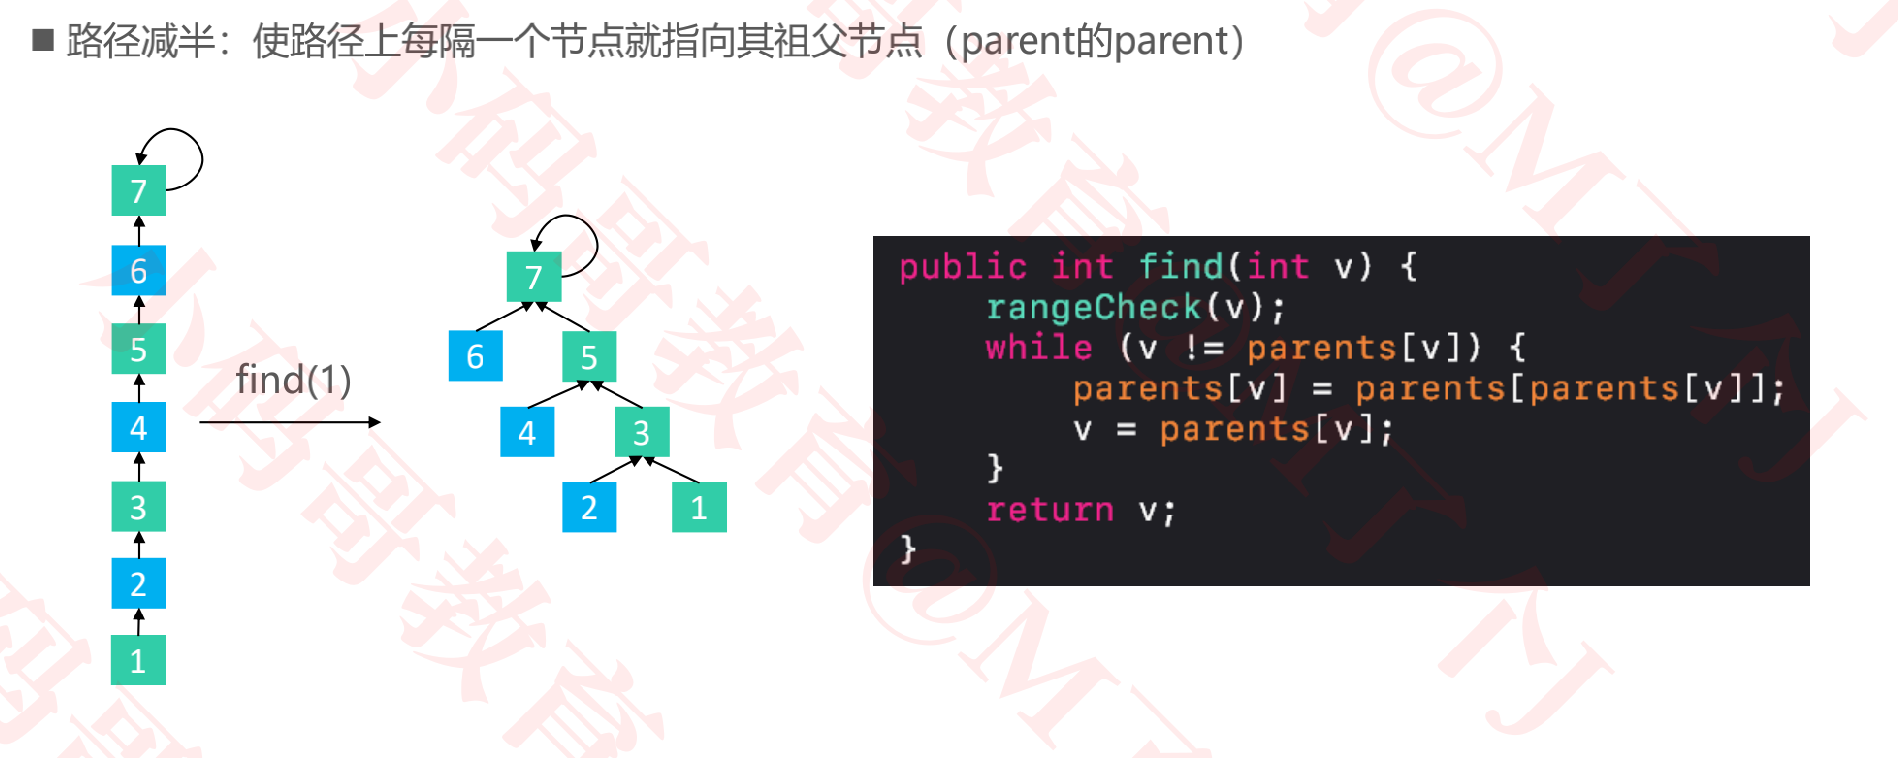 ■ 路径减半：使路径上每隔一个节点就指向其祖父节点（parent的parent）
7
6
5
4
3
2
1
find(1)
7
6 5
4 3
2 1
public int find(int v) {
    rangeCheck(v);
    while (v != parents[v]) {
        parents[v] = parents[parents[v]];
        v = parents[v];
    }
    return v;
}
小码哥教育@M了个J